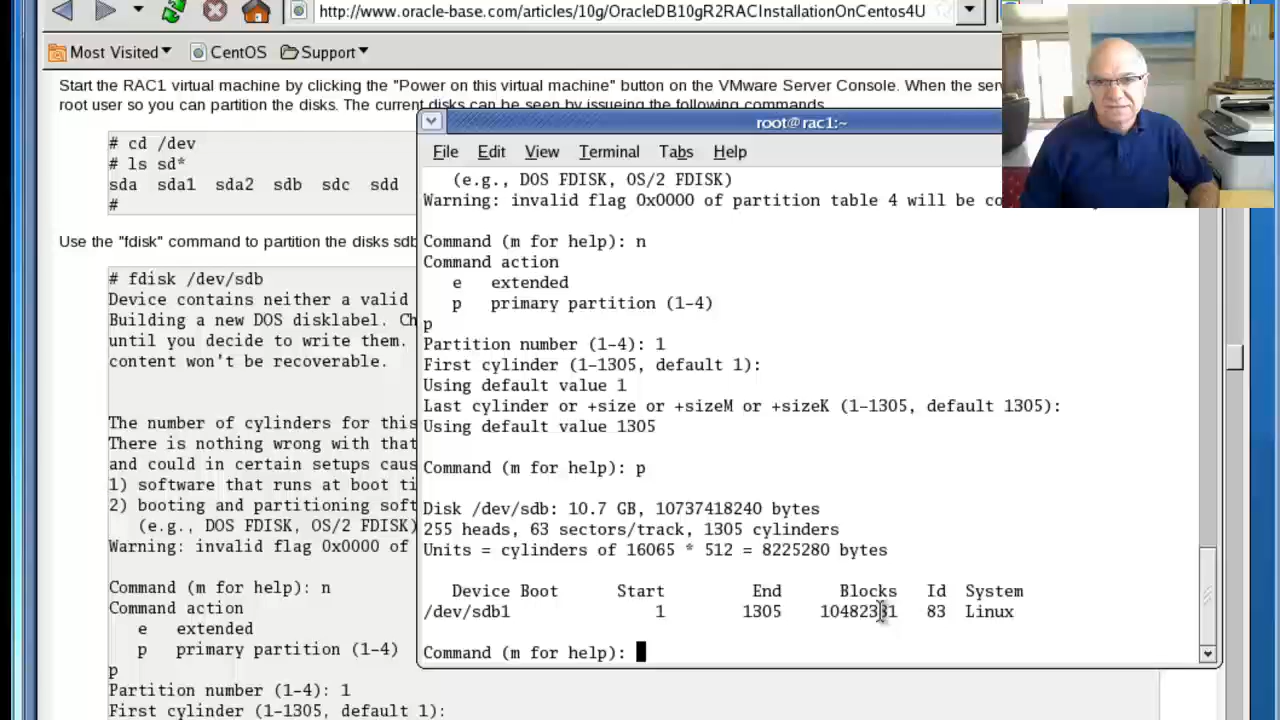 http://www.oracle-base.com/articles/10g/OracleDB10gR2RACInstallationOnCentos4U
Most Visited CentOS Support
Start the RAC1 virtual machine by clicking the "Power on this virtual machine" button on the VMware Server Console. When the
root user so you can partition the disks. The current disks can be seen by issueing the following commands
# cd /dev
# ls sd*
sda sda1 sda2 sdb sdc sdd
#
Use the "fdisk" command to partition the disks sdb
# fdisk /dev/sdb
Device contains neither a valid
Building a new DOS disklabel. Ch
until you decide to write them.
content won't be recoverable.
The number of cylinders for this
There is nothing wrong with that
and could in certain setups caus
1) software that runs at boot ti
2) booting and partitioning soft
(e.g., DOS FDISK, OS/2 FDISK)
Warning: invalid flag 0x0000 of
Command (m for help): n
Command action
e extended
p primary partition (1-4)
p
Partition number (1-4): 1
First cylinder (1-1305, default 1):
root@rac1:~
File Edit View Terminal Tabs Help
(e.g., DOS FDISK, OS/2 FDISK)
Warning: invalid flag 0x0000 of partition table 4 will be co
Command (m for help): n
Command action
e extended
p primary partition (1-4)
p
Partition number (1-4): 1
First cylinder (1-1305, default 1):
Using default value 1
Last cylinder or +size or +sizeM or +sizeK (1-1305, default 1305):
Using default value 1305
Command (m for help): p
Disk /dev/sdb: 10.7 GB, 10737418240 bytes
255 heads, 63 sectors/track, 1305 cylinders
Units = cylinders of 16065 * 512 = 8225280 bytes
Device Boot Start End Blocks Id System
/dev/sdb1 1 1305 10482381 83 Linux
Command (m for help):